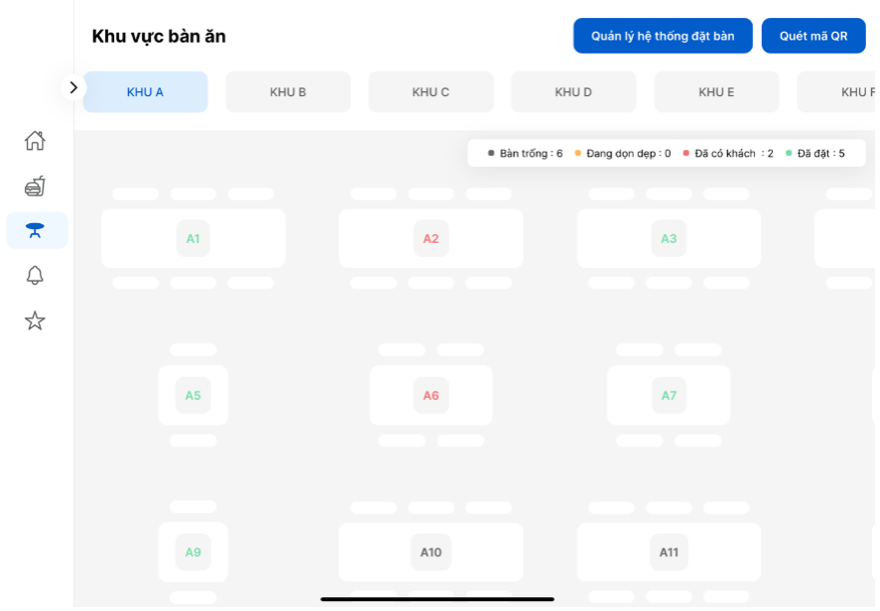 Khu vực bàn ăn
Quản lý hệ thống đặt bàn
Quét mã QR
KHU A
KHU B
KHU C
KHU D
KHU E
KHU F
Bàn trống : 6
Đang dọn dẹp : 0
Đã có khách : 2
Đã đặt : 5
A1
A2
A3
A5
A6
A7
A9
A10
A11